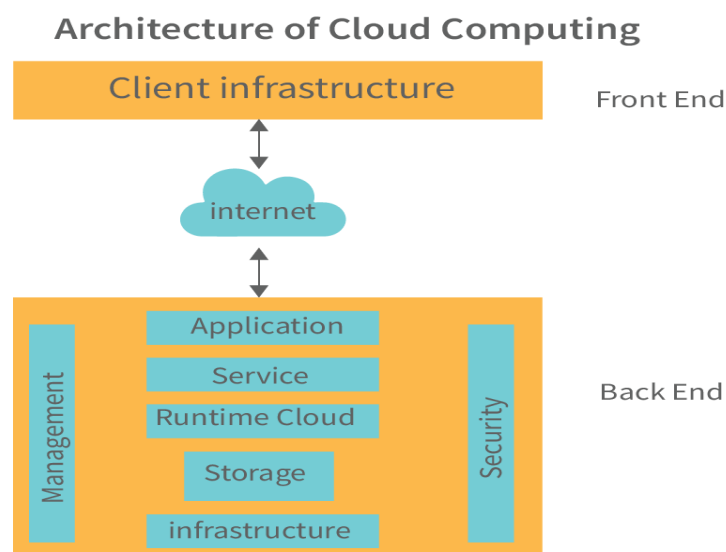 Architecture of Cloud Computing
Client infrastructure
Front End
internet
Application
Service
Runtime Cloud
Storage
infrastructure
Management
Security
Back End